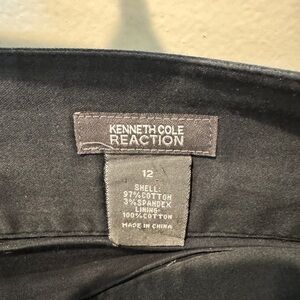 KENNETH COLE
REACTION
12
SHELL:
97%COTTON
3%SPANDEX
LINING:
100%COTTON
MADE IN CHINA